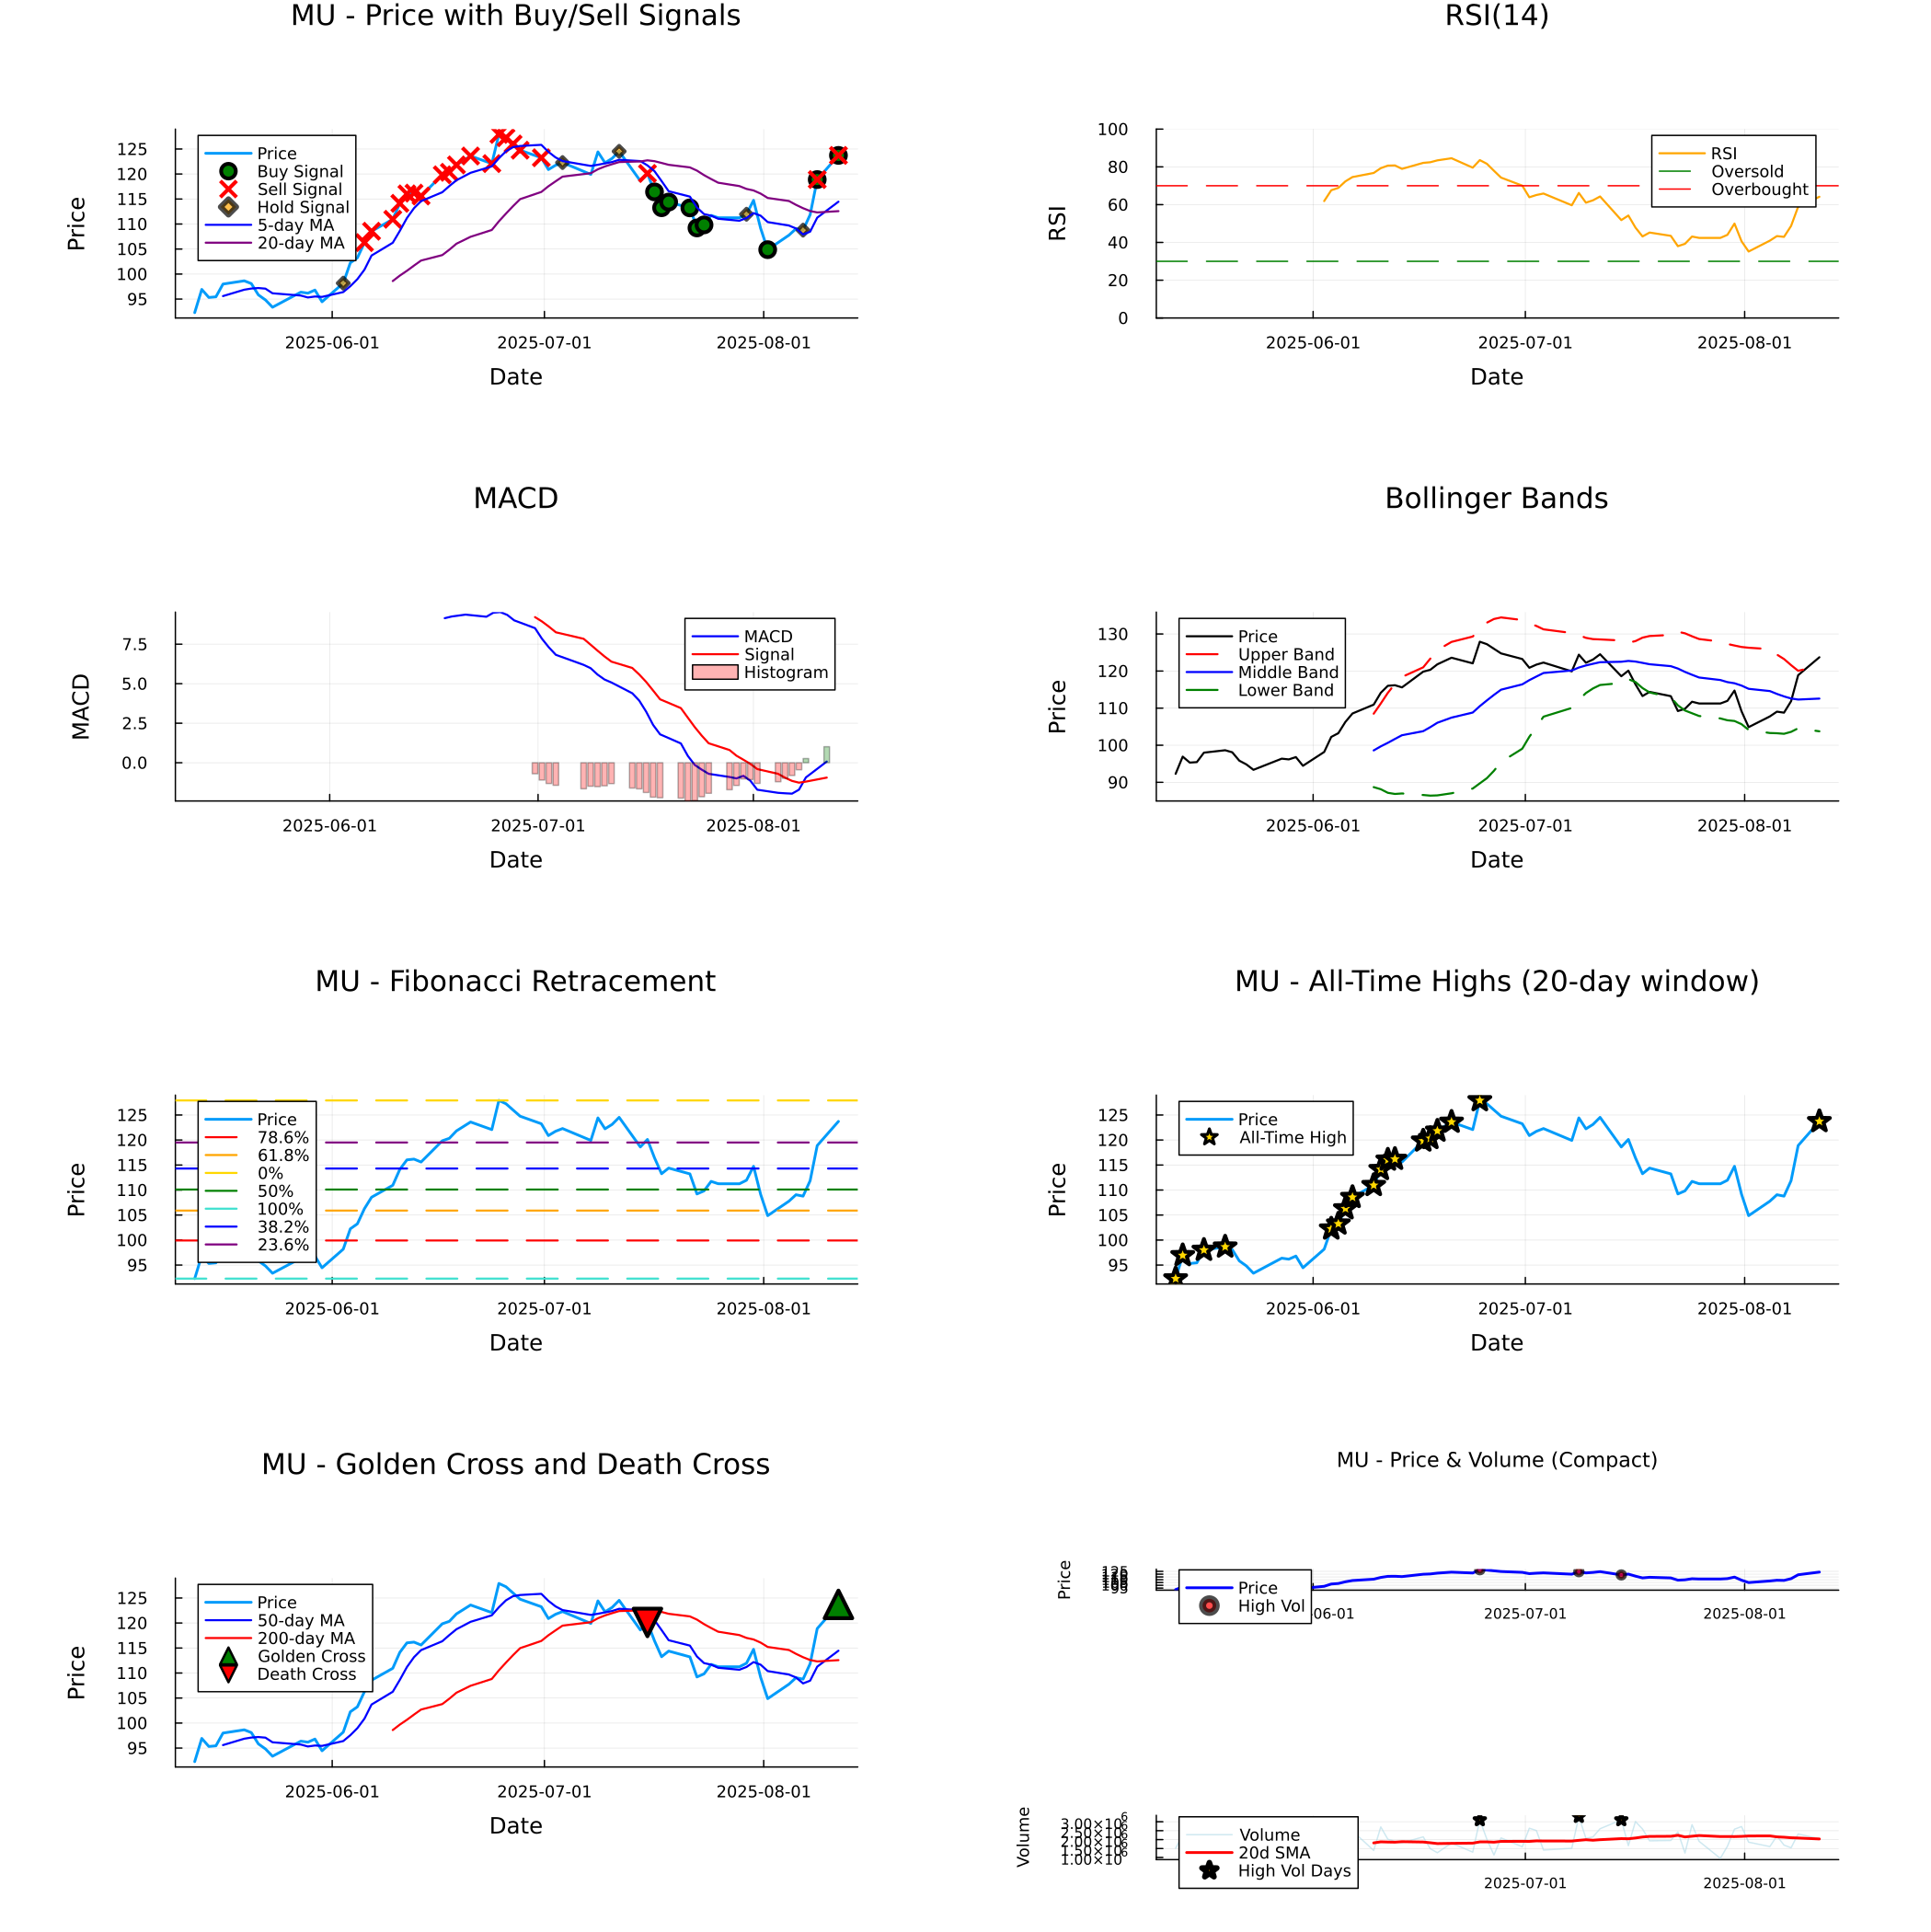 MU - Price with Buy/Sell Signals
Price
125
120
115
110
105
100
95
Price
Buy Signal
Sell Signal
Hold Signal
5-day MA
20-day MA
2025-06-01
2025-07-01
2025-08-01
Date
RSI(14)
RSI
100
80
60
40
20
0
RSI
Oversold
Overbought
2025-06-01
2025-07-01
2025-08-01
Date
MACD
MACD
7.5
5.0
2.5
0.0
MACD
Signal
Histogram
2025-06-01
2025-07-01
2025-08-01
Date
Bollinger Bands
Price
130
120
110
100
90
Price
Upper Band
Middle Band
Lower Band
2025-06-01
2025-07-01
2025-08-01
Date
MU - Fibonacci Retracement
Price
125
120
115
110
105
100
95
Price
78.6%
61.8%
0%
50%
100%
38.2%
23.6%
2025-06-01
2025-07-01
2025-08-01
Date
MU - All-Time Highs (20-day window)
Price
125
120
115
110
105
100
95
Price
All-Time High
2025-06-01
2025-07-01
2025-08-01
Date
MU - Golden Cross and Death Cross
Price
125
120
115
110
105
100
95
Price
50-day MA
200-day MA
Golden Cross
Death Cross
2025-06-01
2025-07-01
2025-08-01
Date
MU - Price & Volume (Compact)
Price
Price
High Vol
2025-07-01
2025-08-01
Volume
Volume
20d SMA
High Vol Days
2025-07-01
2025-08-01